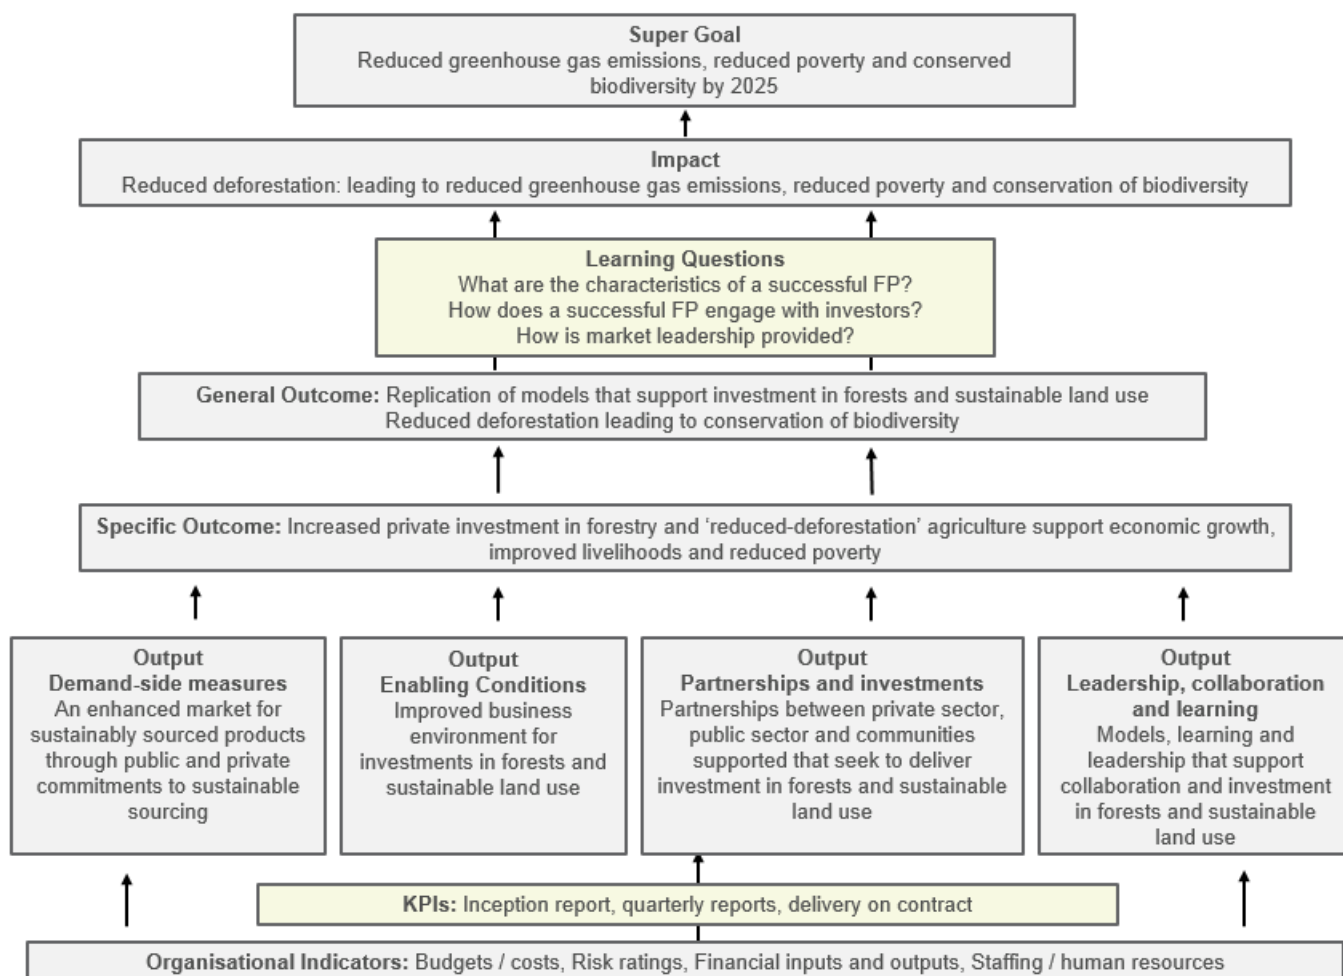 Super Goal
Reduced greenhouse gas emissions, reduced poverty and conserved
biodiversity by 2025
Impact
Reduced deforestation: leading to reduced greenhouse gas emissions, reduced poverty and conservation of biodiversity
Learning Questions
What are the characteristics of a successful FP?
How does a successful FP engage with investors?
How is market leadership provided?
General Outcome: Replication of models that support investment in forests and sustainable land use
Reduced deforestation leading to conservation of biodiversity
Specific Outcome: Increased private investment in forestry and ‘reduced-deforestation’ agriculture support economic growth,
improved livelihoods and reduced poverty
Output
Demand-side measures
An enhanced market for
sustainably sourced products
through public and private
commitments to sustainable
sourcing
Output
Enabling Conditions
Improved business
environment for
investments in forests and
sustainable land use
Output
Partnerships and investments
Partnerships between private sector,
public sector and communities
supported that seek to deliver
investment in forests and sustainable
land use
Output
Leadership, collaboration
and learning
Models, learning and
leadership that support
collaboration and investment
in forests and sustainable
land use
KPIs: Inception report, quarterly reports, delivery on contract
Organisational Indicators: Budgets / costs, Risk ratings, Financial inputs and outputs, Staffing / human resources